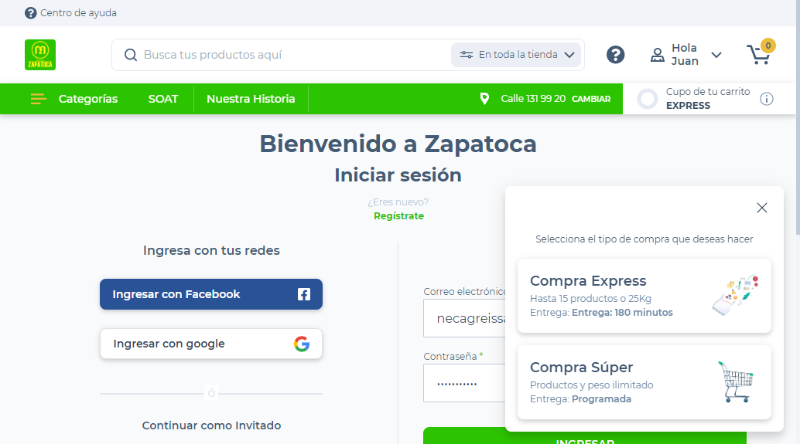 Centro de ayuda
ZAPATOCA
Busca tus productos aquí
En toda la tienda
Hola
Juan
0
Categorías
SOAT
Nuestra Historia
Calle 131 99 20 CAMBIAR
Cupo de tu carrito
EXPRESS
Bienvenido a Zapatoca
Iniciar sesión
¿Eres nuevo?
Regístrate
Ingresa con tus redes
Ingresar con Facebook
Ingresar con google
Ó
Continuar como Invitado
Correo electrónico
necagreissa
Contraseña *
INGRESAR
Selecciona el tipo de compra que deseas hacer
Compra Express
Hasta 15 productos o 25Kg
Entrega: Entrega: 180 minutos
Compra Súper
Productos y peso ilimitado
Entrega: Programada